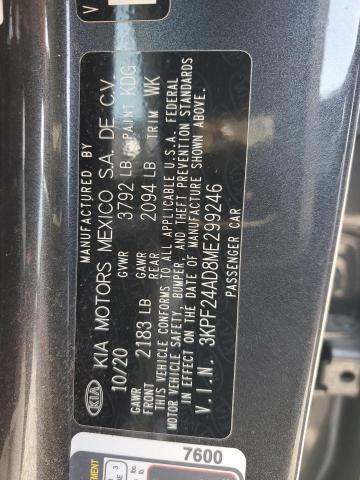 MANUFACTURED BY
KIA KIA MOTORS MEXICO S.A. DE C.V.
10/20 GVWR 3792 LB PAINT KDG
GAWR FRONT 2183 LB GAWR REAR 2094 LB TRIM WK
THIS VEHICLE CONFORMS TO ALL APPLICABLE U.S.A. FEDERAL
MOTOR VEHICLE SAFETY, BUMPER, AND THEFT PREVENTION STANDARDS
IN EFFECT ON THE DATE OF MANUFACTURE SHOWN ABOVE.
V.I.N. 3KPF24AD8ME299246
PASSENGER CAR
7600